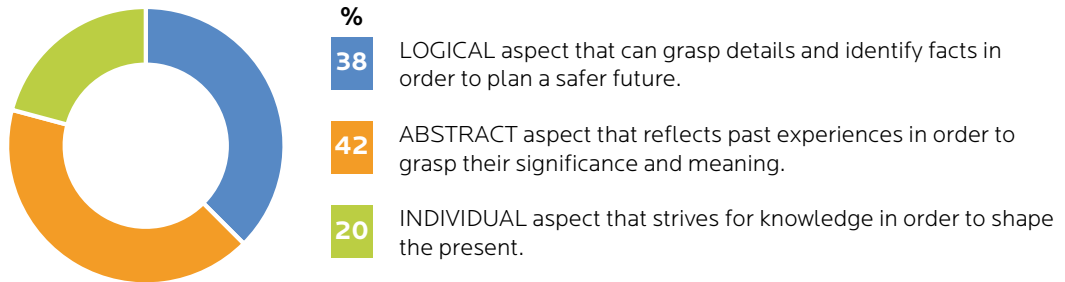 %
38
LOGICAL aspect that can grasp details and identify facts in
order to plan a safer future.
42
ABSTRACT aspect that reflects past experiences in order to
grasp their significance and meaning.
20
INDIVIDUAL aspect that strives for knowledge in order to shape
the present.